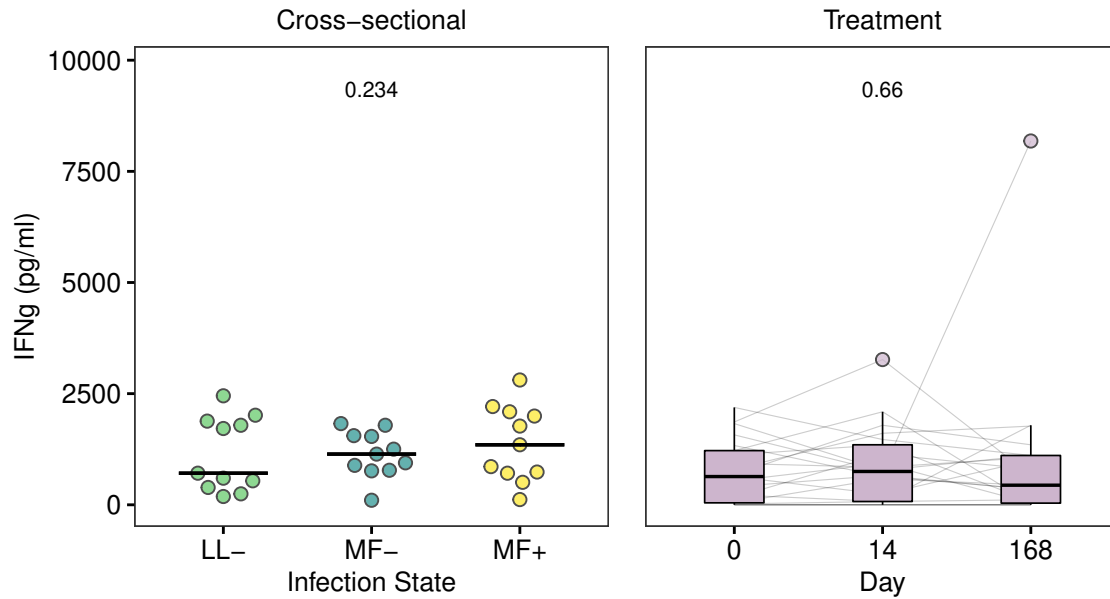 Cross−sectional
Treatment
0.234
0.66
10000
7500
5000
2500
0
IFNg (pg/ml)
LL−
MF−
MF+
Infection State
0
14
168
Day